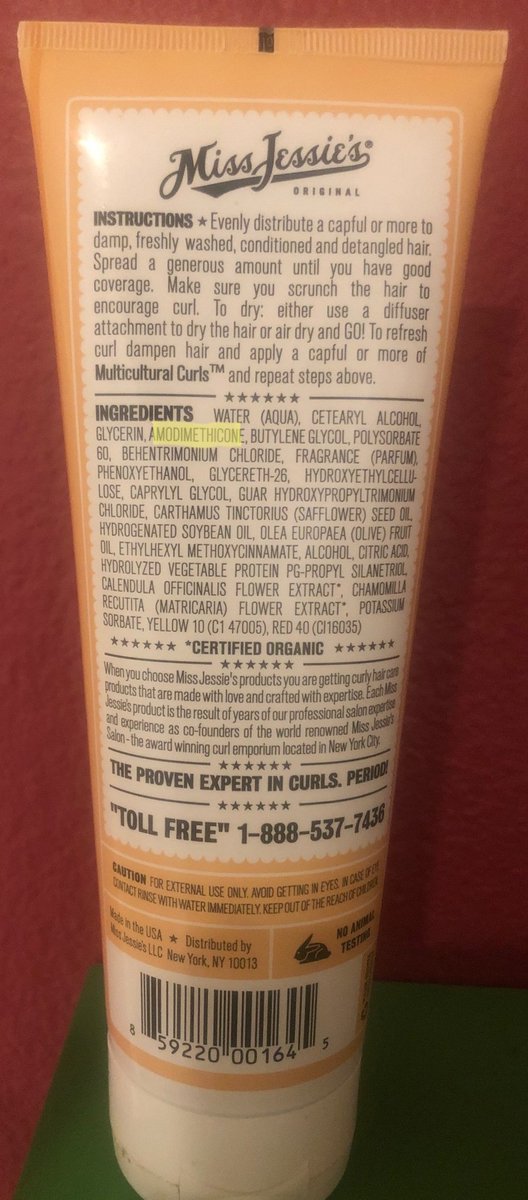 Miss Jessie's®
ORIGINAL
INSTRUCTIONS ★ Evenly distribute a capful or more to
damp, freshly washed, conditioned and detangled hair.
Spread a generous amount until you have good
coverage. Make sure you scrunch the hair to
encourage curl. To dry: either use a diffuser
attachment to dry the hair or air dry and GO! To refresh
curl dampen hair and apply a capful or more of
Multicultural Curls™ and repeat steps above.
★★★★★★
INGREDIENTS WATER (AQUA), CETEARYL ALCOHOL,
GLYCERIN, AMODIMETHICONE, BUTYLENE GLYCOL, POLYSORBATE
60, BEHENTRIMONIUM CHLORIDE, FRAGRANCE (PARFUM),
PHENOXYETHANOL, GLYCERETH-26, HYDROXYETHYLCELLU-
LOSE, CAPRYLYL GLYCOL, GUAR HYDROXYPROPYLTRIMONIUM
CHLORIDE, CARTHAMUS TINCTORIUS (SAFFLOWER) SEED OIL,
HYDROGENATED SOYBEAN OIL, OLEA EUROPAEA (OLIVE) FRUIT
OIL, ETHYLHEXYL METHOXYCINNAMATE, ALCOHOL, CITRIC ACID,
HYDROLYZED VEGETABLE PROTEIN PG-PROPYL SILANETRIOL,
CALENDULA OFFICINALIS FLOWER EXTRACT*, CHAMOMILLA
RECUTITA (MATRICARIA) FLOWER EXTRACT*, POTASSIUM
SORBATE, YELLOW 10 (C1 47005), RED 40 (CI16035)
★★★★★★ *CERTIFIED ORGANIC ★★★★★★
★★★★★★
When you choose Miss Jessie's products you are getting curly hair care
products that are made with love and crafted with expertise. Each Miss
Jessie's product is the result of years of our professional salon expertise
and experience as co-founders of the world renowned Miss Jessie's
Salon - the award winning curl emporium located in New York City.
★★★★★★
THE PROVEN EXPERT IN CURLS. PERIOD!
★★★★★★
"TOLL FREE" 1-888-537-7436
CAUTION FOR EXTERNAL USE ONLY. AVOID GETTING IN EYES. IN CASE OF EYE
CONTACT RINSE WITH WATER IMMEDIATELY. KEEP OUT OF THE REACH OF CHILDREN.
Made in the USA ★ Distributed by
Miss Jessie's LLC New York, NY 10013
NO ANIMAL
TESTING
8 59220 00164 5